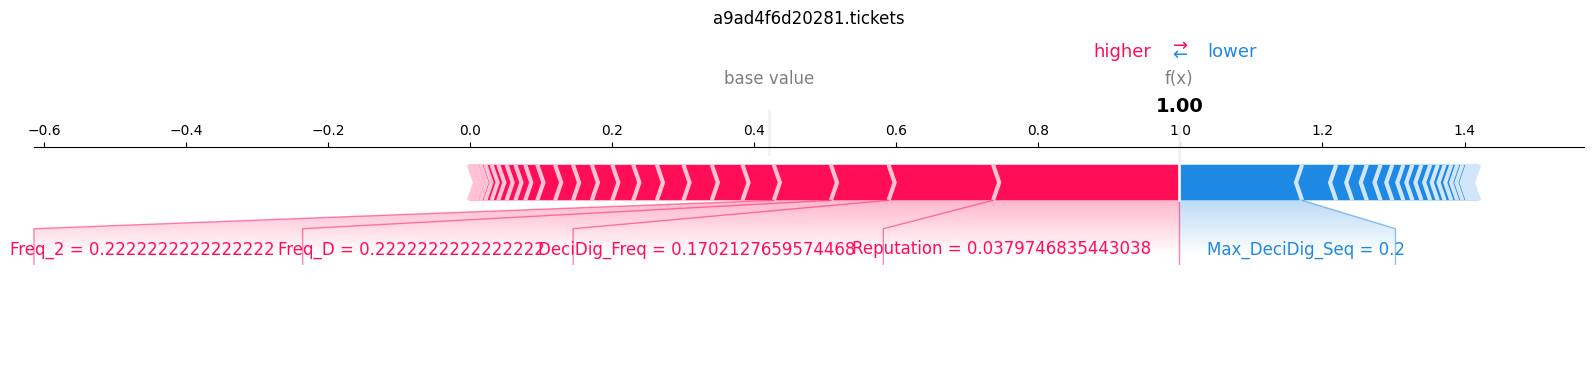 a9ad4f6d20281.tickets
higher ⇄ lower
base value f(x)
1.00
−0.6 −0.4 −0.2 0.0 0.2 0.4 0.6 0.8 1.0 1.2 1.4
Freq_2 = 0.2222222222222222 Freq_D = 0.2222222222222222 DeciDig_Freq = 0.1702127659574468 Reputation = 0.0379746835443038 Max_DeciDig_Seq = 0.2